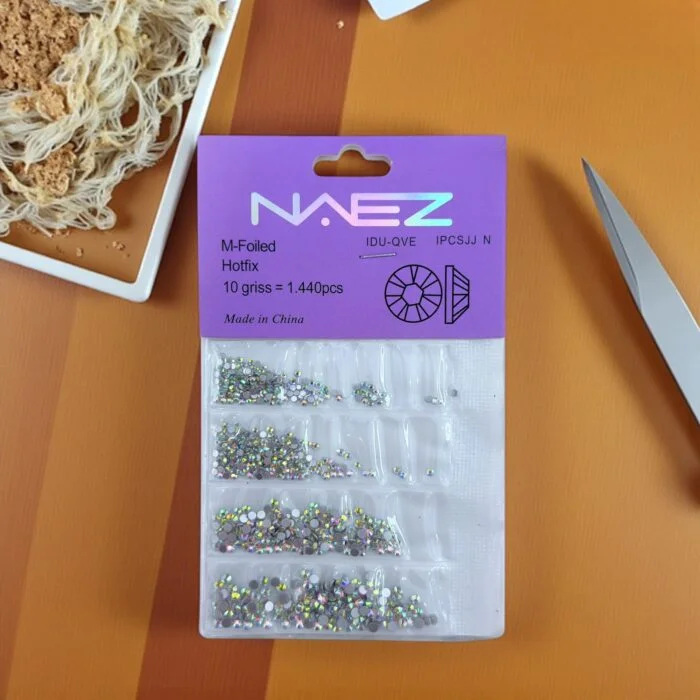 NAEZ
M-Foiled
IDU-QVE IPCSJJ N
Hotfix
10 griss = 1.440pcs
Made in China